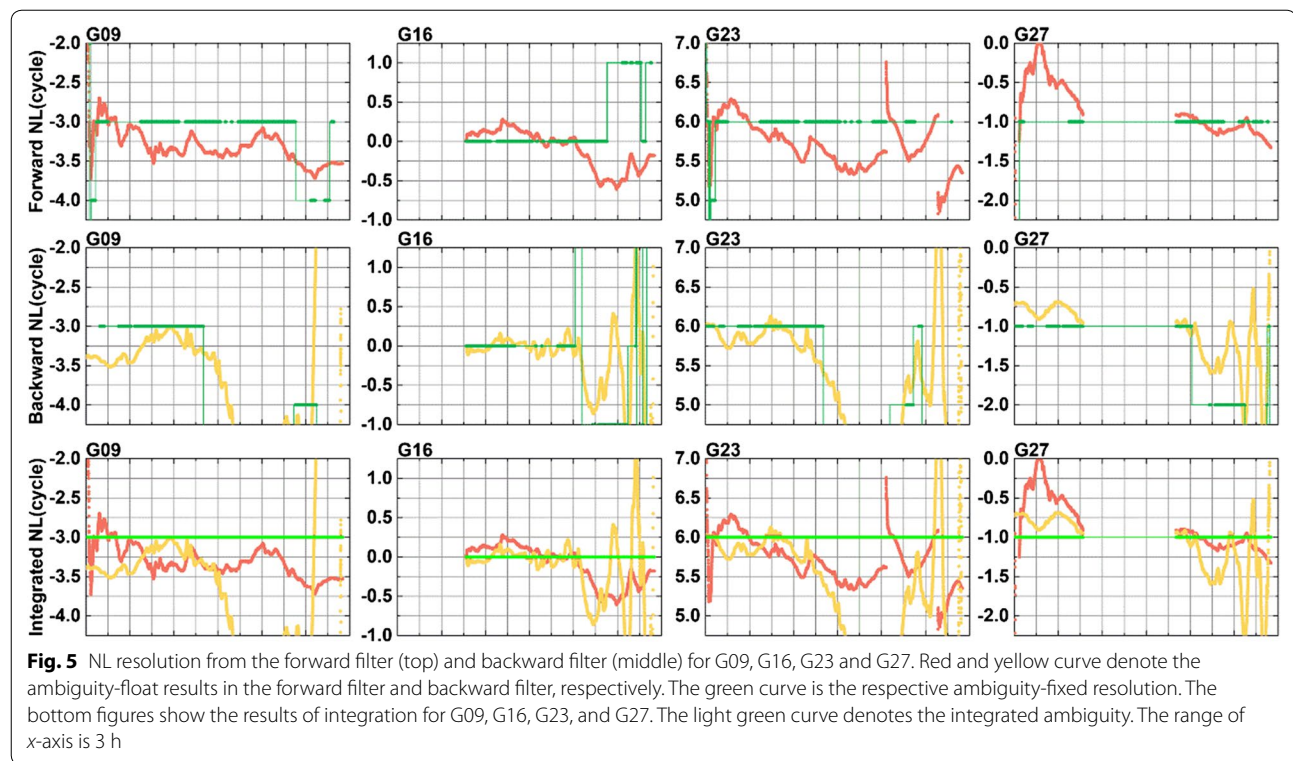 G09 G16 G23 G27
Forward NL(cycle)
-2.0 1.0 7.0 0.0
-2.5 0.5 6.5 -0.5
-3.0 0.0 6.0 -1.0
-3.5 -0.5 5.5 -1.5
-4.0 -1.0 5.0 -2.0
G09 G16 G23 G27
Backward NL(cycle)
-2.0 1.0 7.0 0.0
-2.5 0.5 6.5 -0.5
-3.0 0.0 6.0 -1.0
-3.5 -0.5 5.5 -1.5
-4.0 -1.0 5.0 -2.0
G09 G16 G23 G27
Integrated NL(cycle)
-2.0 1.0 7.0 0.0
-2.5 0.5 6.5 -0.5
-3.0 0.0 6.0 -1.0
-3.5 -0.5 5.5 -1.5
-4.0 -1.0 5.0 -2.0
Fig. 5 NL resolution from the forward filter (top) and backward filter (middle) for G09, G16, G23 and G27. Red and yellow curve denote the
ambiguity-float results in the forward filter and backward filter, respectively. The green curve is the respective ambiguity-fixed resolution. The
bottom figures show the results of integration for G09, G16, G23, and G27. The light green curve denotes the integrated ambiguity. The range of
x-axis is 3 h